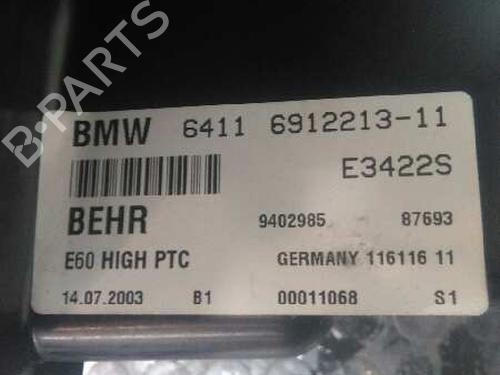 B-Parts
BMW 6411 6912213-11
E3422S
BEHR 9402985 87693
E60 HIGH PTC GERMANY 116116 11
14.07.2003 B1 00011068 S1